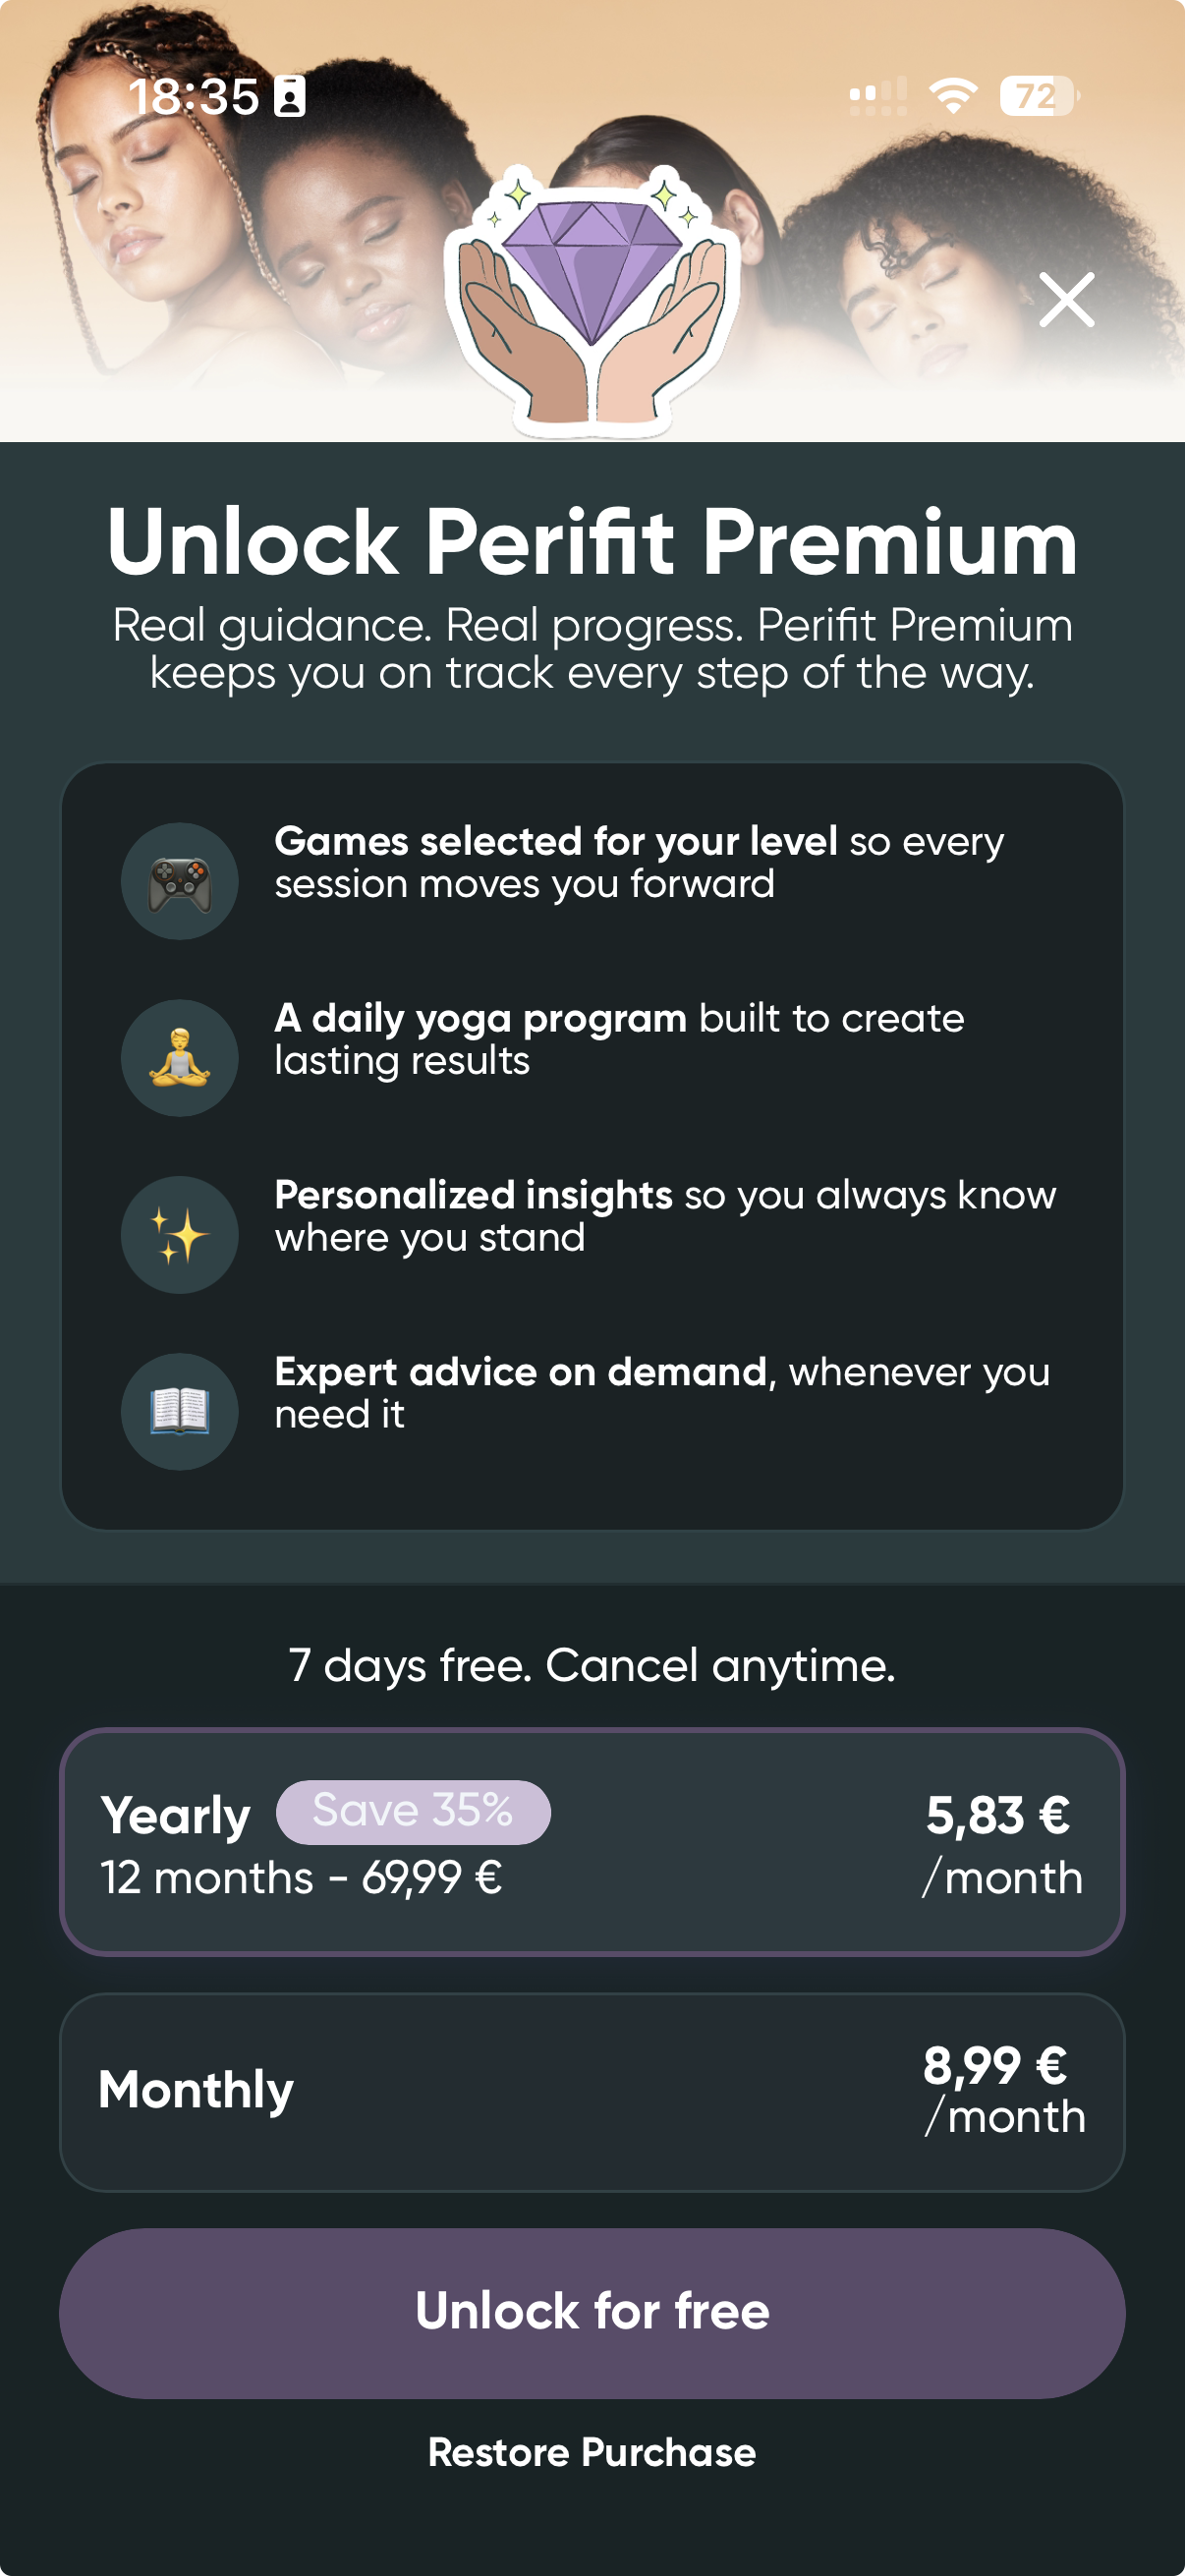 18:35
72
Unlock Perifit Premium
Real guidance. Real progress. Perifit Premium
keeps you on track every step of the way.
Games selected for your level so every
session moves you forward
A daily yoga program built to create
lasting results
Personalized insights so you always know
where you stand
Expert advice on demand, whenever you
need it
7 days free. Cancel anytime.
Yearly Save 35%
12 months - 69,99 €
5,83 €
/month
Monthly
8,99 €
/month
Unlock for free
Restore Purchase